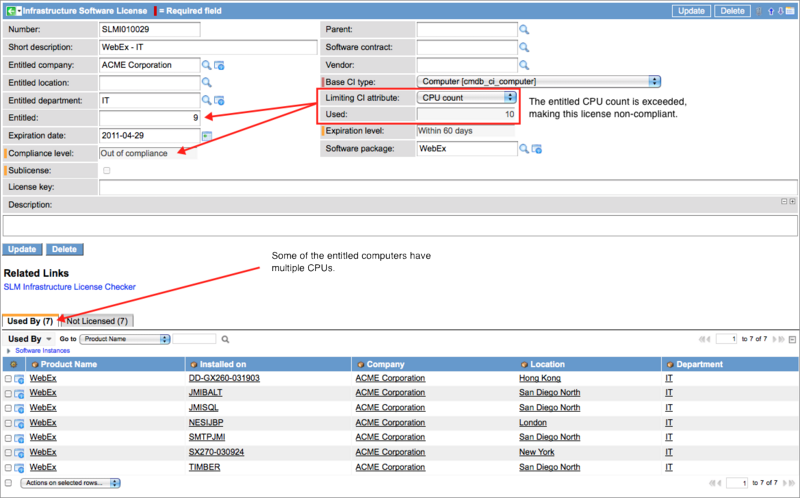 Infrastructure Software License = Required field Update Delete
Number: SLMI010029 Parent:
Short description: WebEx - IT Software contract:
Entitled company: ACME Corporation Vendor:
Entitled location: Base CI type: Computer [cmdb_ci_computer]
Entitled department: IT Limiting CI attribute: CPU count
Entitled: 9 Used: 10
Expiration date: 2011-04-29 Expiration level: Within 60 days
Compliance level: Out of compliance Software package: WebEx
The entitled CPU count is exceeded,
making this license non-compliant.
Sublicense:
License key:
Description:
Update Delete
Some of the entitled computers have
multiple CPUs.
Related Links
SLM Infrastructure License Checker
Used By (7) Not Licensed (7)
Used By Go to Product Name 1 to 7 of 7
Software Instances
Product Name Installed on Company Location Department
WebEx DD-GX260-031903 ACME Corporation Hong Kong IT
WebEx JMIBALT ACME Corporation San Diego North IT
WebEx JMISQL ACME Corporation San Diego North IT
WebEx NESIJBP ACME Corporation London IT
WebEx SMTPJMI ACME Corporation San Diego North IT
WebEx SX270-030924 ACME Corporation New York IT
WebEx TIMBER ACME Corporation San Diego North IT
Actions on selected rows... 1 to 7 of 7